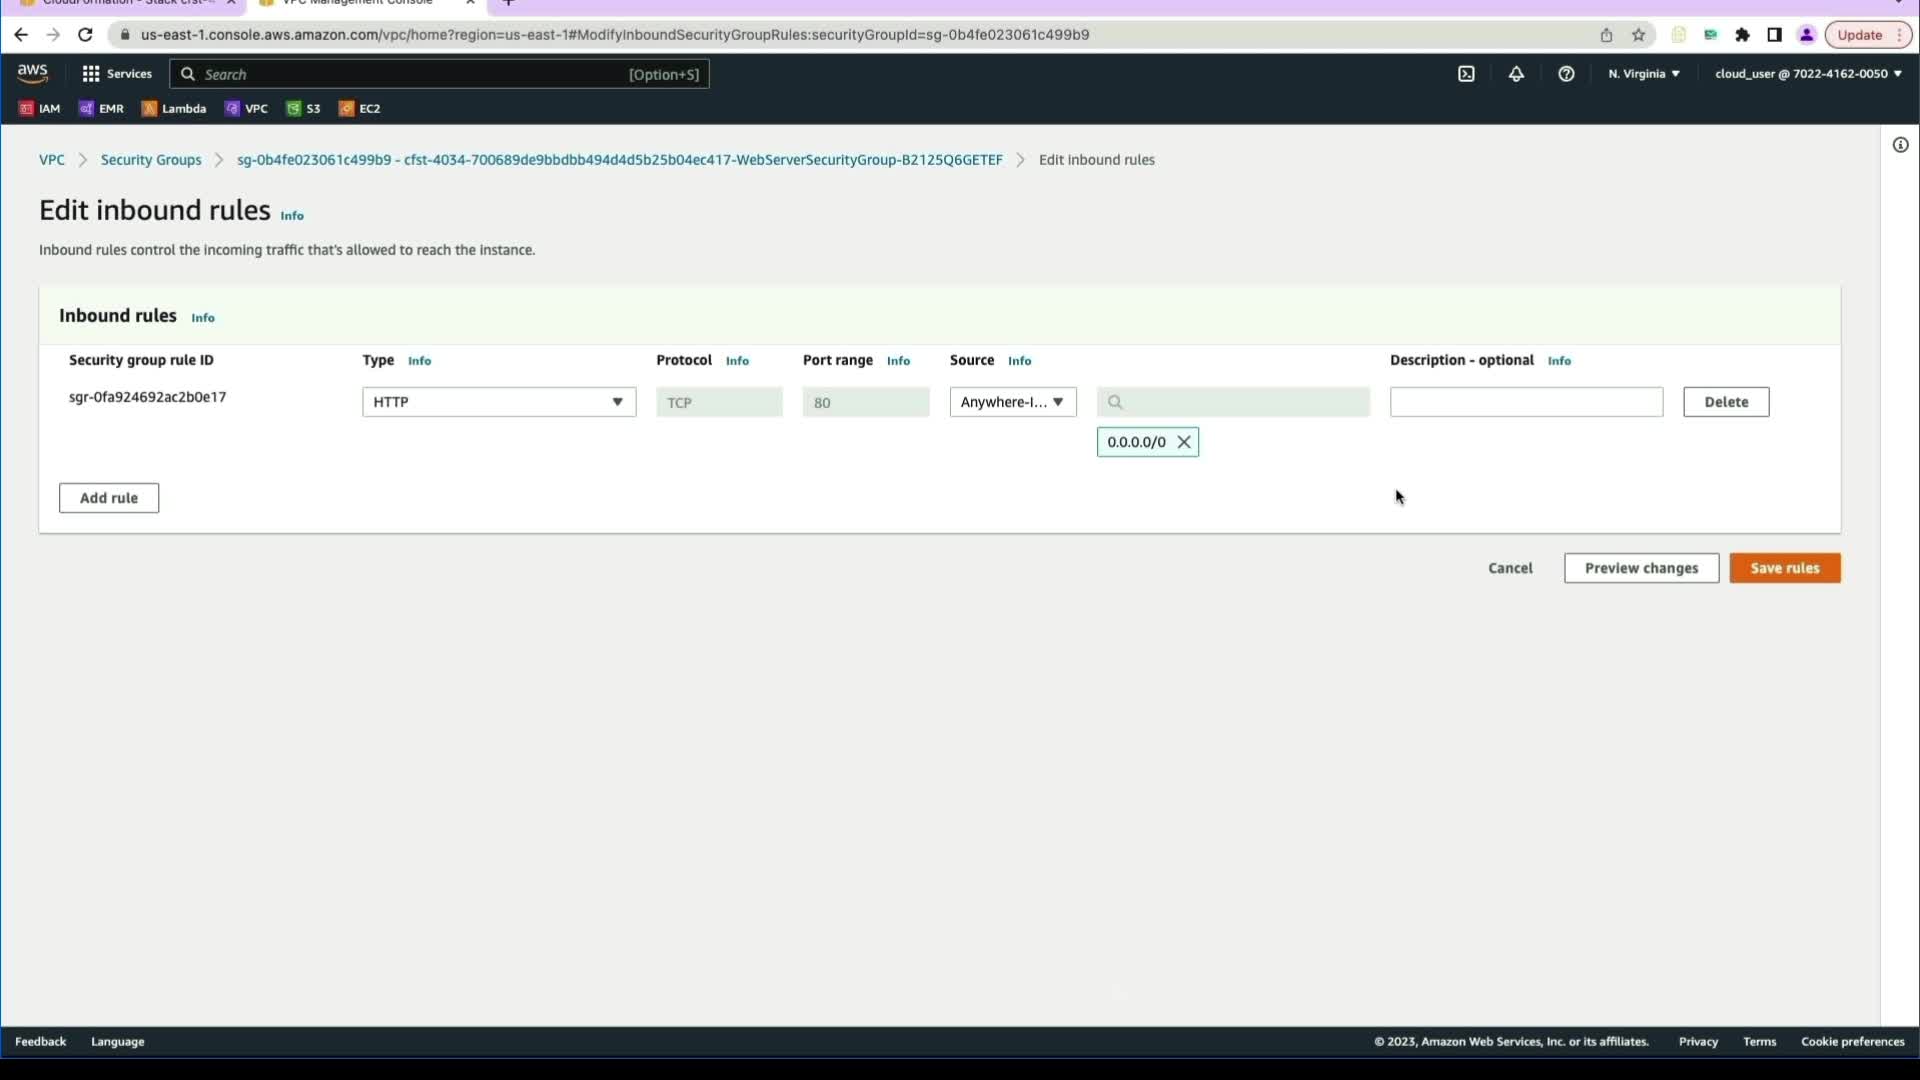 CloudFormation - Stack cfst-
VPC Management Console
us-east-1.console.aws.amazon.com/vpc/home?region=us-east-1#ModifyInboundSecurityGroupRules:securityGroupId=sg-0b4fe023061c499b9
Update
aws
Services
Search
[Option+S]
N. Virginia
cloud_user @ 7022-4162-0050
IAM
EMR
Lambda
VPC
S3
EC2
VPC
Security Groups
sg-0b4fe023061c499b9 - cfst-4034-700689de9bbdbb494d4d5b25b04ec417-WebServerSecurityGroup-B2125Q6GETEF
Edit inbound rules
Edit inbound rules Info
Inbound rules control the incoming traffic that's allowed to reach the instance.
Inbound rules Info
Security group rule ID
Type Info
Protocol Info
Port range Info
Source Info
Description - optional Info
sgr-0fa924692ac2b0e17
HTTP
TCP
80
Anywhere-I...
Delete
0.0.0.0/0
Add rule
Cancel
Preview changes
Save rules
Feedback
Language
© 2023, Amazon Web Services, Inc. or its affiliates.
Privacy
Terms
Cookie preferences